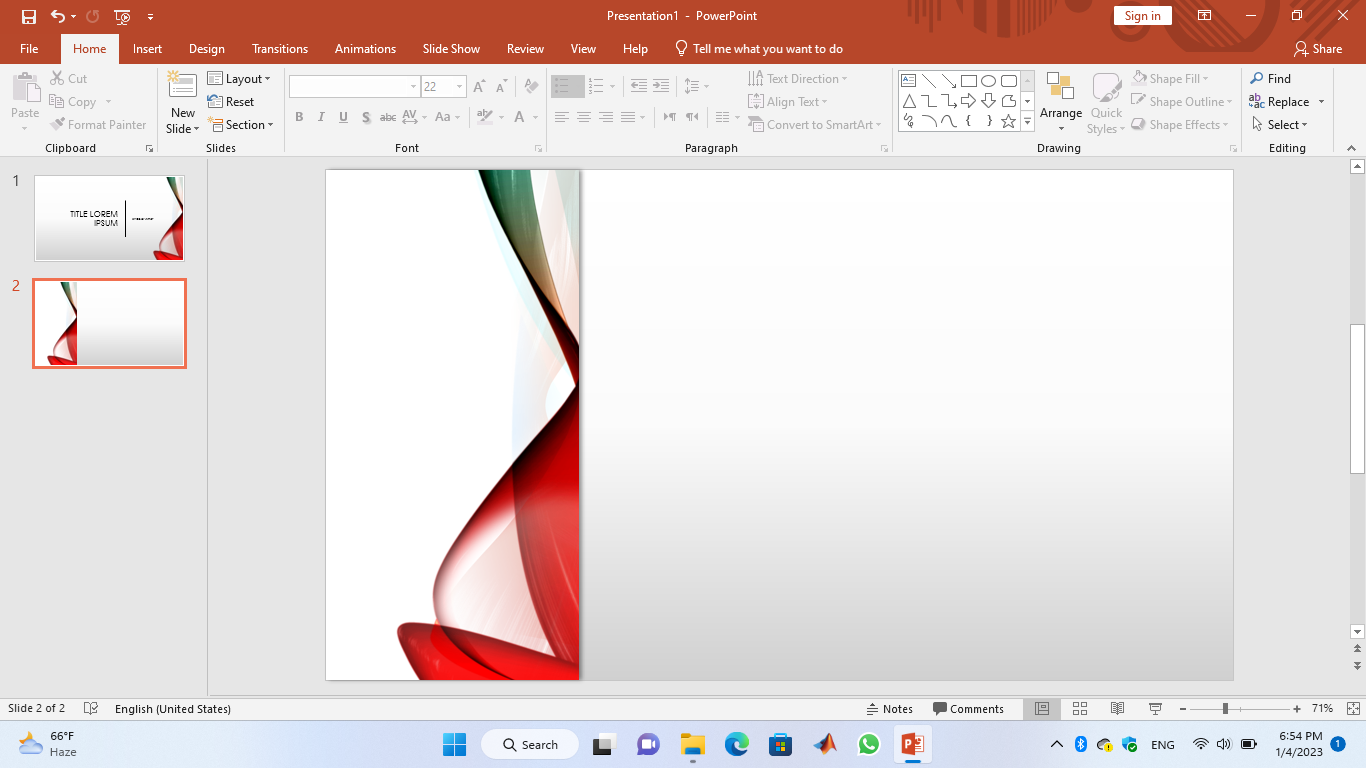 Presentation1 - PowerPoint
Sign in
File
Home
Insert
Design
Transitions
Animations
Slide Show
Review
View
Help
Tell me what you want to do
Share
Paste
Cut
Copy
Format Painter
Clipboard
New
Slide
Layout
Reset
Section
Slides
22
B I U S abc AV Aa
A
Font
Text Direction
Align Text
Convert to SmartArt
Paragraph
Arrange
Quick
Styles
Shape Fill
Shape Outline
Shape Effects
Drawing
Find
Replace
Select
Editing
1
TITLE LOREM
IPSUM
2
Slide 2 of 2
English (United States)
Notes
Comments
71%
66°F
Haze
Search
ENG
6:54 PM
1/4/2023
1